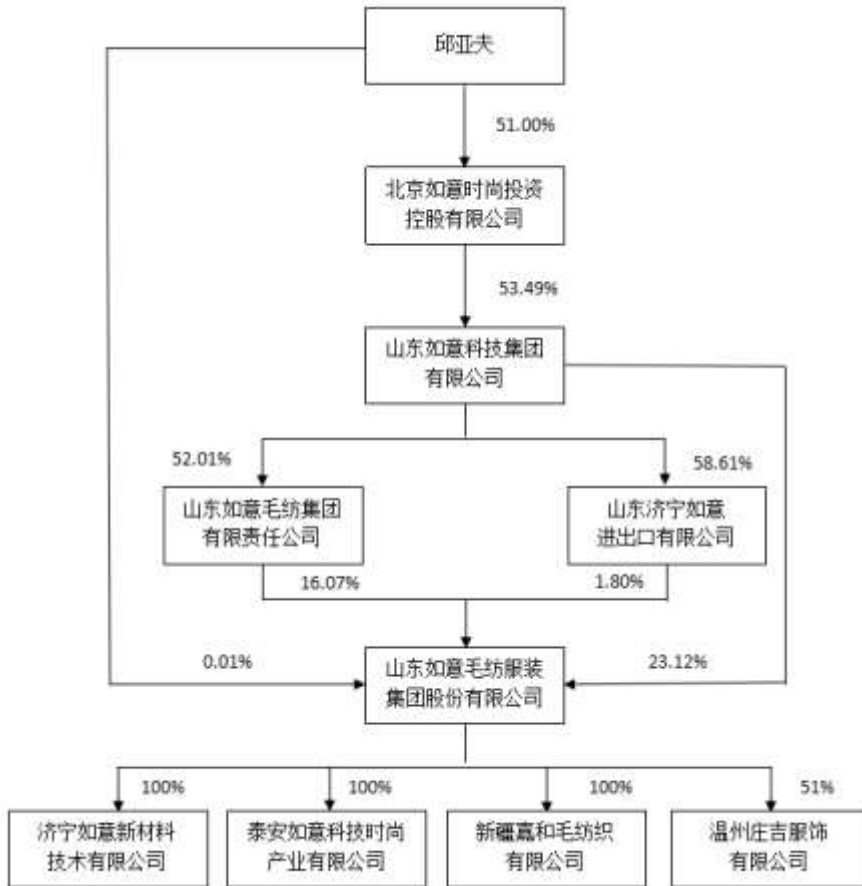 邱亚夫
51.00%
北京如意时尚投资
控股有限公司
53.49%
山东如意科技集团
有限公司
52.01%
58.61%
山东如意毛纺集团
有限责任公司
山东济宁如意
进出口有限公司
16.07%
1.80%
0.01%
山东如意毛纺服装
集团股份有限公司
23.12%
100%
100%
100%
51%
济宁如意新材料
技术有限公司
泰安如意科技时尚
产业有限公司
新疆嘉和毛纺织
有限公司
温州庄吉服饰
有限公司